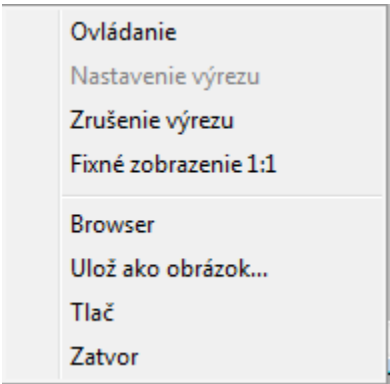 Ovládanie
Nastavenie výrezu
Zrušenie výrezu
Fixné zobrazenie 1:1
Browser
Ulož ako obrázok...
Tlač
Zatvor